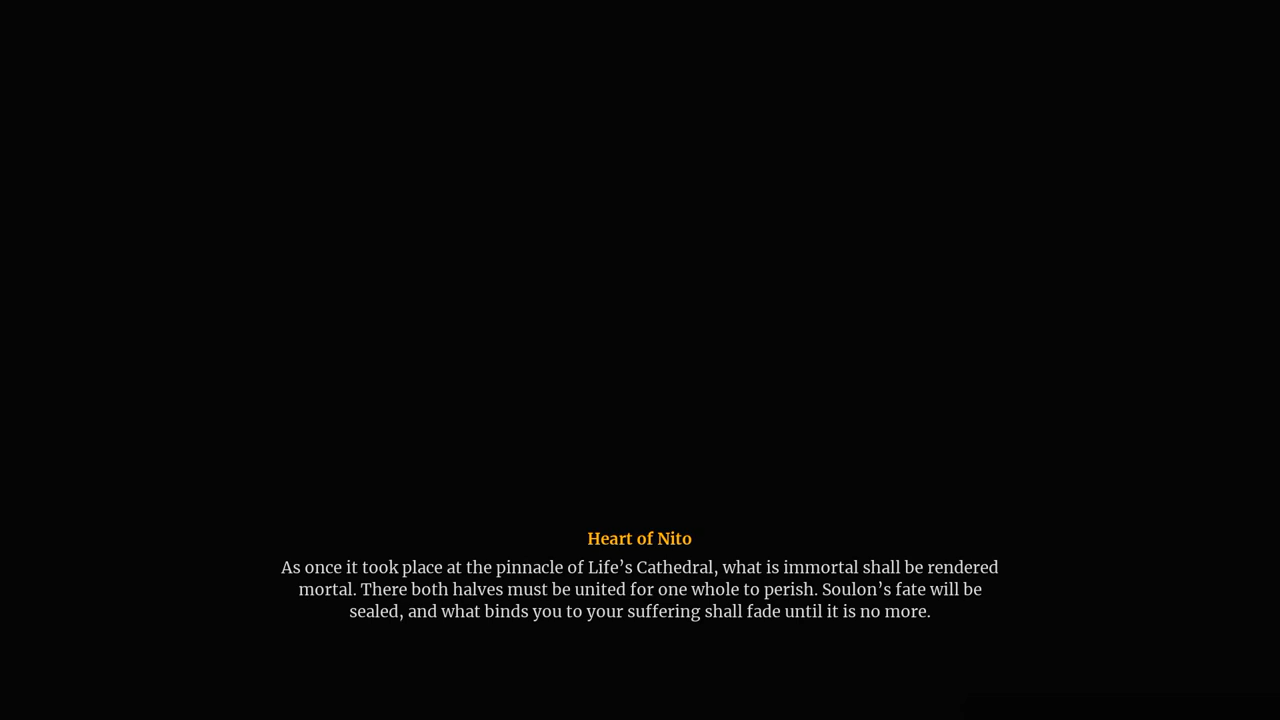 Heart of Nito
As once it took place at the pinnacle of Life’s Cathedral, what is immortal shall be rendered
mortal. There both halves must be united for one whole to perish. Soulon’s fate will be
sealed, and what binds you to your suffering shall fade until it is no more.